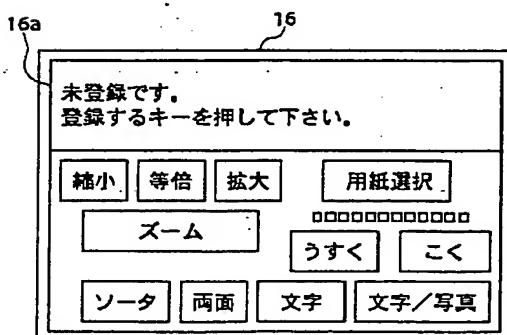 16a
16
未登録です。
登録するキーを押して下さい。
縮小 等倍 拡大 用紙選択
ズーム
うすく こく
ソータ 両面 文字 文字/写真